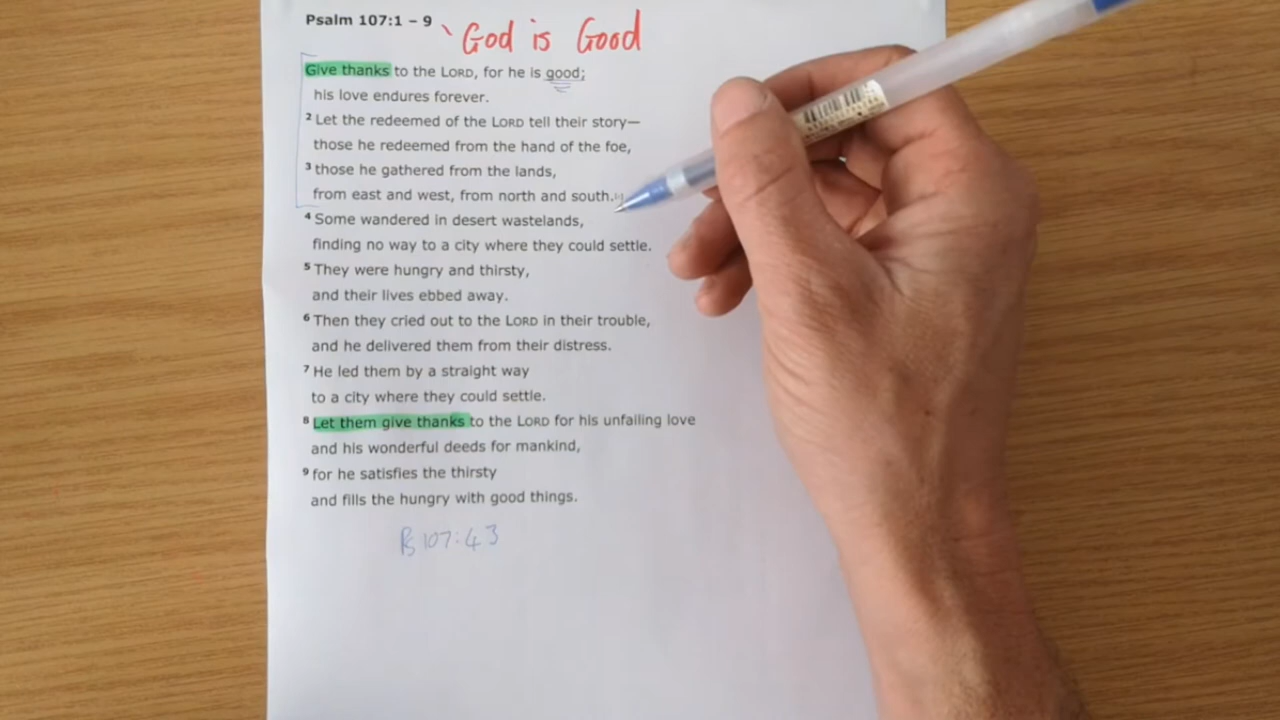 Psalm 107:1 – 9 God is Good
Give thanks to the LORD, for he is good;
his love endures forever.
2 Let the redeemed of the LORD tell their story—
those he redeemed from the hand of the foe,
3 those he gathered from the lands,
from east and west, from north and south.
4 Some wandered in desert wastelands,
finding no way to a city where they could settle.
5 They were hungry and thirsty,
and their lives ebbed away.
6 Then they cried out to the LORD in their trouble,
and he delivered them from their distress.
7 He led them by a straight way
to a city where they could settle.
8 Let them give thanks to the LORD for his unfailing love
and his wonderful deeds for mankind,
9 for he satisfies the thirsty
and fills the hungry with good things.
Ps 107:43